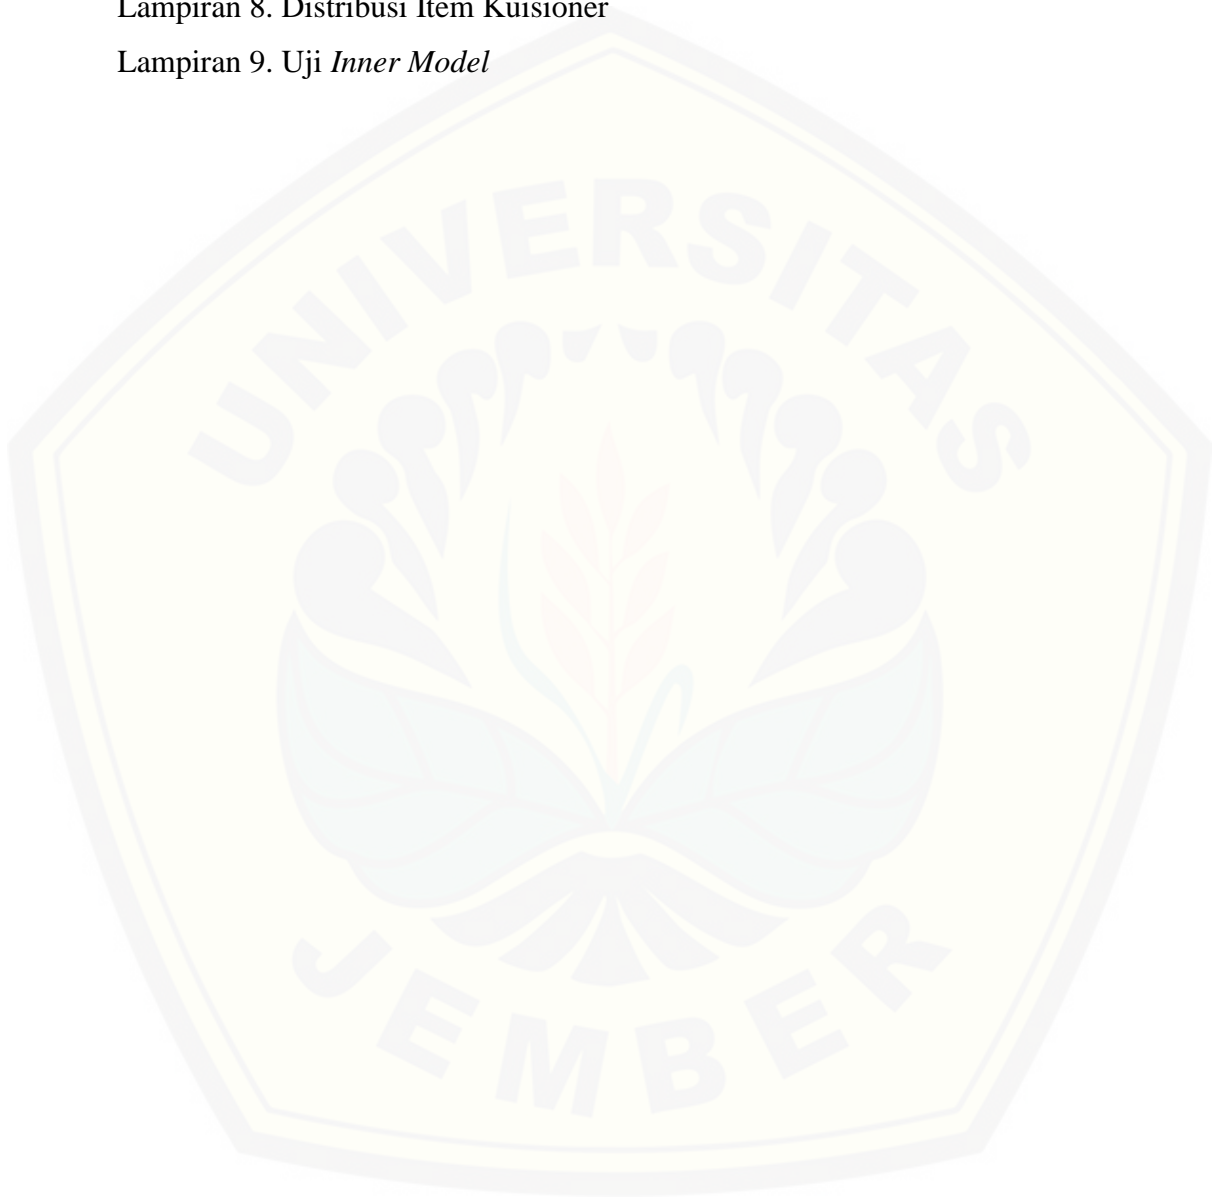 Lampiran 8. Distribusi Item Kuisioner
Lampiran 9. Uji Inner Model
UNIVERSITAS
JEMBER